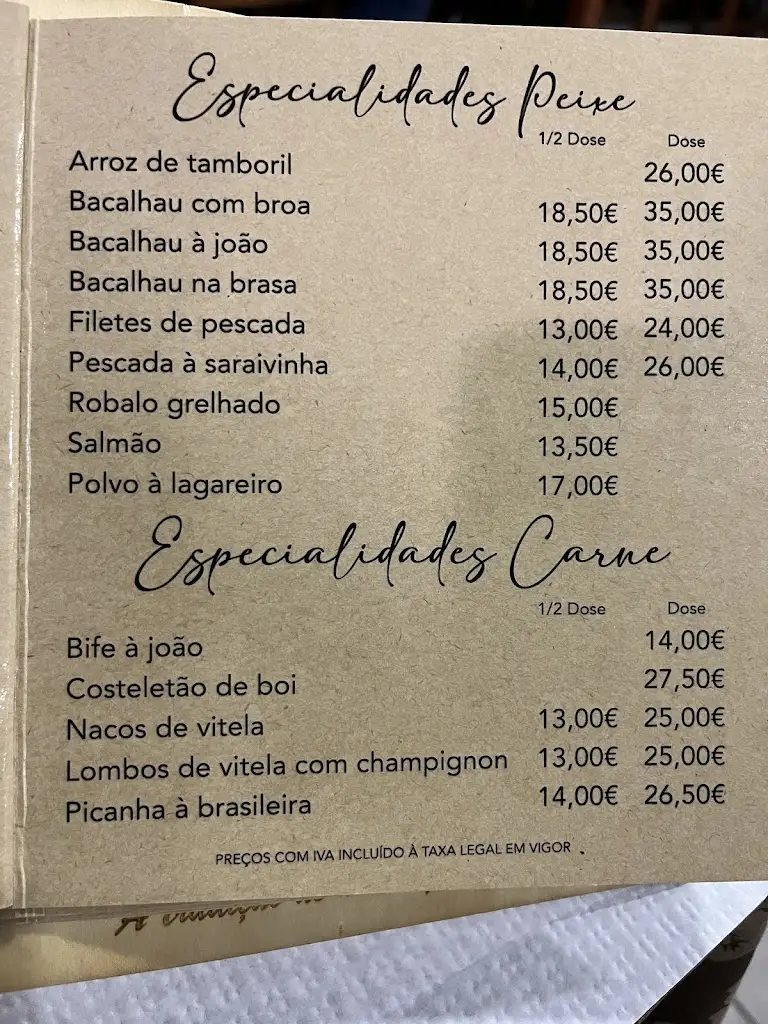 Especialidades Peixe
1/2 Dose Dose
Arroz de tamboril 26,00€
Bacalhau com broa 18,50€ 35,00€
Bacalhau à joão 18,50€ 35,00€
Bacalhau na brasa 18,50€ 35,00€
Filetes de pescada 13,00€ 24,00€
Pescada à saraivinha 14,00€ 26,00€
Robalo grelhado 15,00€
Salmão 13,50€
Polvo à lagareiro 17,00€
Especialidades Carne
1/2 Dose Dose
Bife à joão 14,00€
Costeletão de boi 27,50€
Nacos de vitela 13,00€ 25,00€
Lombos de vitela com champignon 13,00€ 25,00€
Picanha à brasileira 14,00€ 26,50€
PREÇOS COM IVA INCLUÍDO À TAXA LEGAL EM VIGOR .